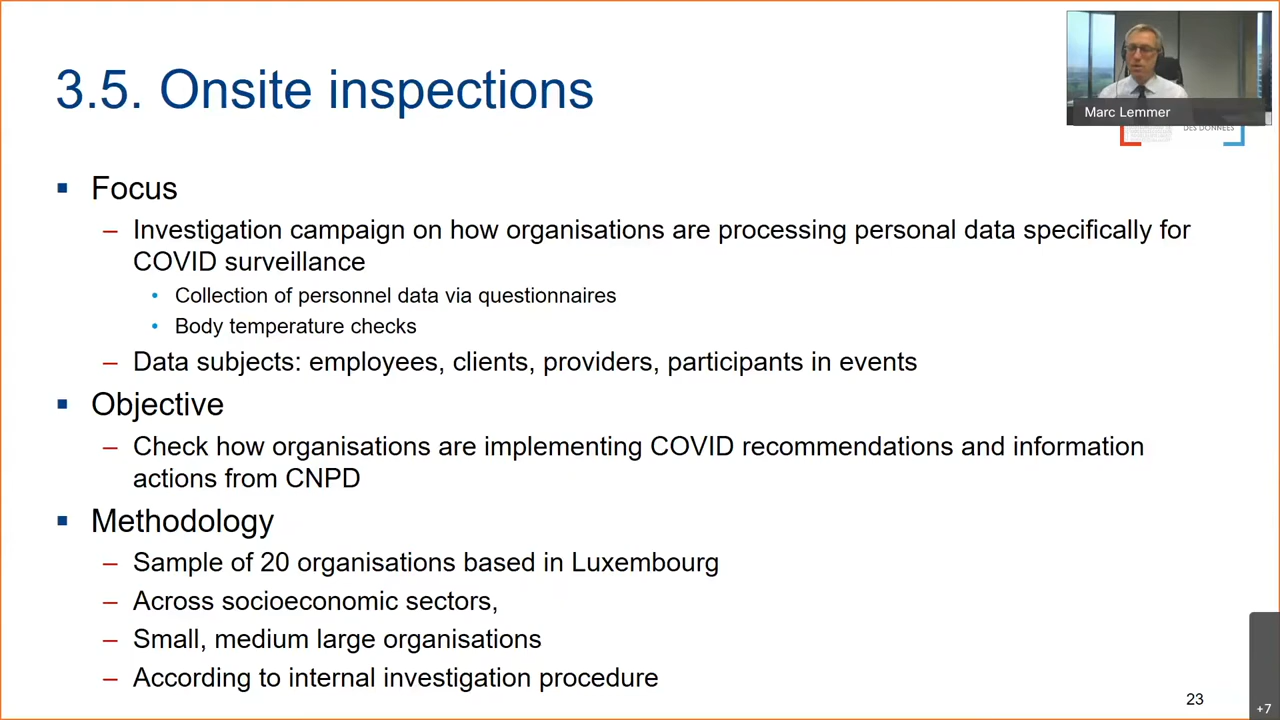 3.5. Onsite inspections
Marc Lemmer
DES DONNÉES
Focus
– Investigation campaign on how organisations are processing personal data specifically for
COVID surveillance
• Collection of personnel data via questionnaires
• Body temperature checks
– Data subjects: employees, clients, providers, participants in events
Objective
– Check how organisations are implementing COVID recommendations and information
actions from CNPD
Methodology
– Sample of 20 organisations based in Luxembourg
– Across socioeconomic sectors,
– Small, medium large organisations
– According to internal investigation procedure
23
+7